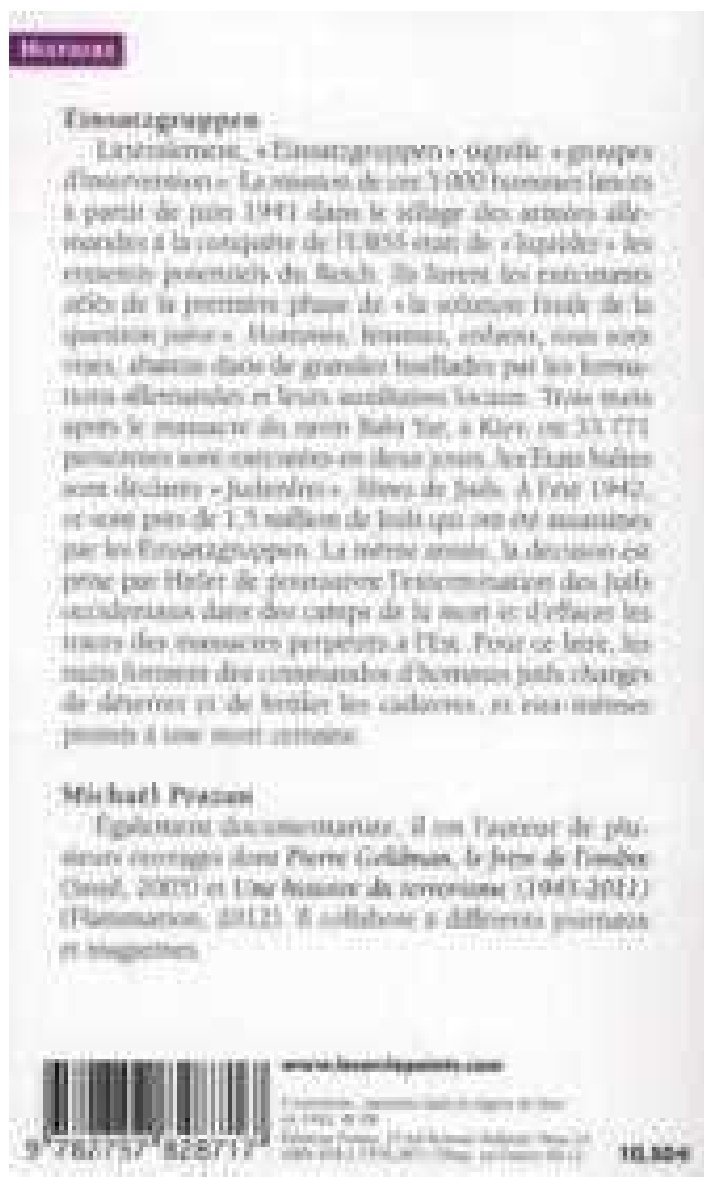 Histoire
Einsatzgruppen
Littéralement, « Einsatzgruppen » signifie « groupes
d'intervention ». La mission de ces 3 000 hommes lancés
à partir de juin 1941 dans le sillage des armées alle-
mandes à la conquête de l'URSS était de « liquider » les
ennemis potentiels du Reich. Ils furent les exécutants
zélés de la première phase de « la solution finale de la
question juive ». Hommes, femmes, enfants, tous sont
visés, abattus dans de grandes fusillades par les forma-
tions allemandes et leurs auxiliaires locaux. Trois mois
après le massacre du ravin Babi Yar, à Kiev, où 33 771
personnes sont exécutées en deux jours, les États baltes
sont déclarés « Judenfrei », libres de Juifs. À l'été 1942,
ce sont près de 1,5 million de Juifs qui ont été assassinés
par les Einsatzgruppen. La même année, la décision est
prise par Hitler de poursuivre l'extermination des Juifs
occidentaux dans des camps de la mort et d'effacer les
traces des massacres perpétrés à l'Est. Pour ce faire, les
nazis forment des commandos d'hommes juifs chargés
de déterrer et de brûler les cadavres, et eux-mêmes
promis à une mort certaine.
Michaël Prazan
Également documentariste, il est l'auteur de plu-
sieurs ouvrages dont Pierre Goldman, le frère de l'ombre
(Seuil, 2005) et Une histoire du terrorisme (1945-2011)
(Flammarion, 2012). Il collabore à différents journaux
et magazines.
www.lecerclepoints.com
9 782757 828717
10,50 €